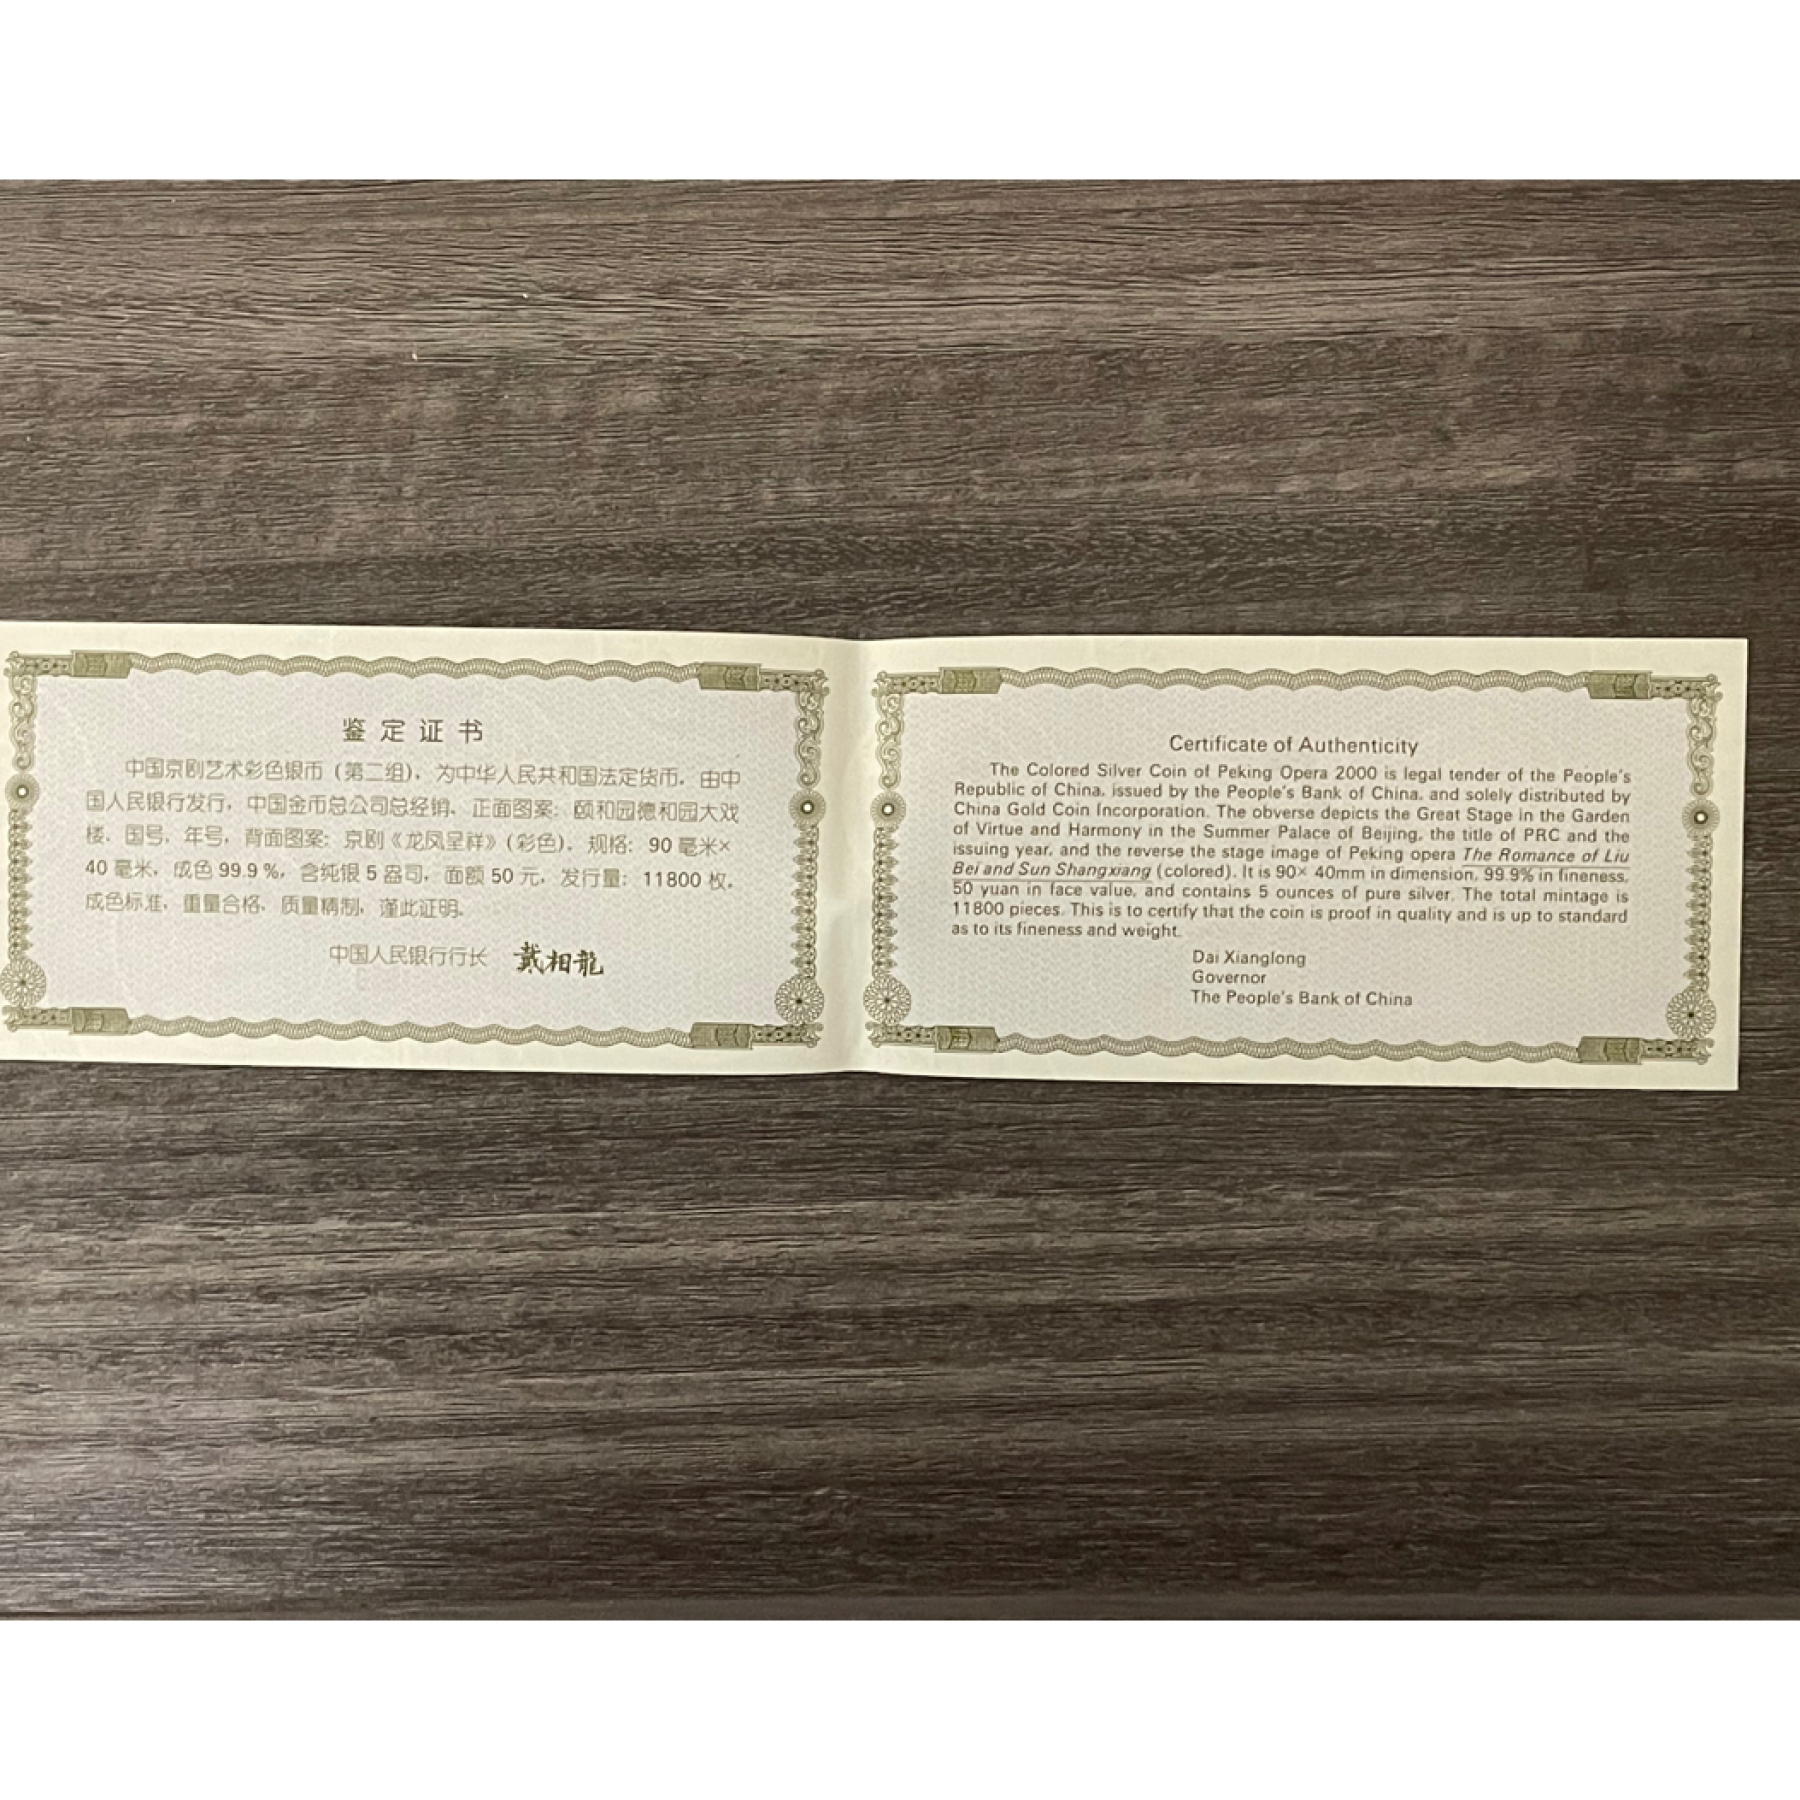 鉴定证书
中国京剧艺术彩色银币（第二组），为中华人民共和国法定货币，由中
国人民银行发行，中国金币总公司总经销，正面图案：颐和园德和园大戏
楼、国号，年号，背面图案：京剧《龙凤呈祥》（彩色），规格：90毫米×
40毫米，成色99.9%，含纯银5盎司，面额50元，发行量：11800枚。
成色标准，重量合格、质量精制，谨此证明。
中国人民银行行长 戴相龍
Certificate of Authenticity
The Colored Silver Coin of Peking Opera 2000 is legal tender of the People's
Republic of China, issued by the People's Bank of China, and solely distributed by
China Gold Coin Incorporation. The obverse depicts the Great Stage in the Garden
of Virtue and Harmony in the Summer Palace of Beijing, the title of PRC and the
issuing year, and the reverse the stage image of Peking opera The Romance of Liu
Bei and Sun Shangxiang (colored). It is 90× 40mm in dimension, 99.9% in fineness,
50 yuan in face value, and contains 5 ounces of pure silver. The total mintage is
11800 pieces. This is to certify that the coin is proof in quality and is up to standard
as to its fineness and weight.
Dai Xianglong
Governor
The People's Bank of China